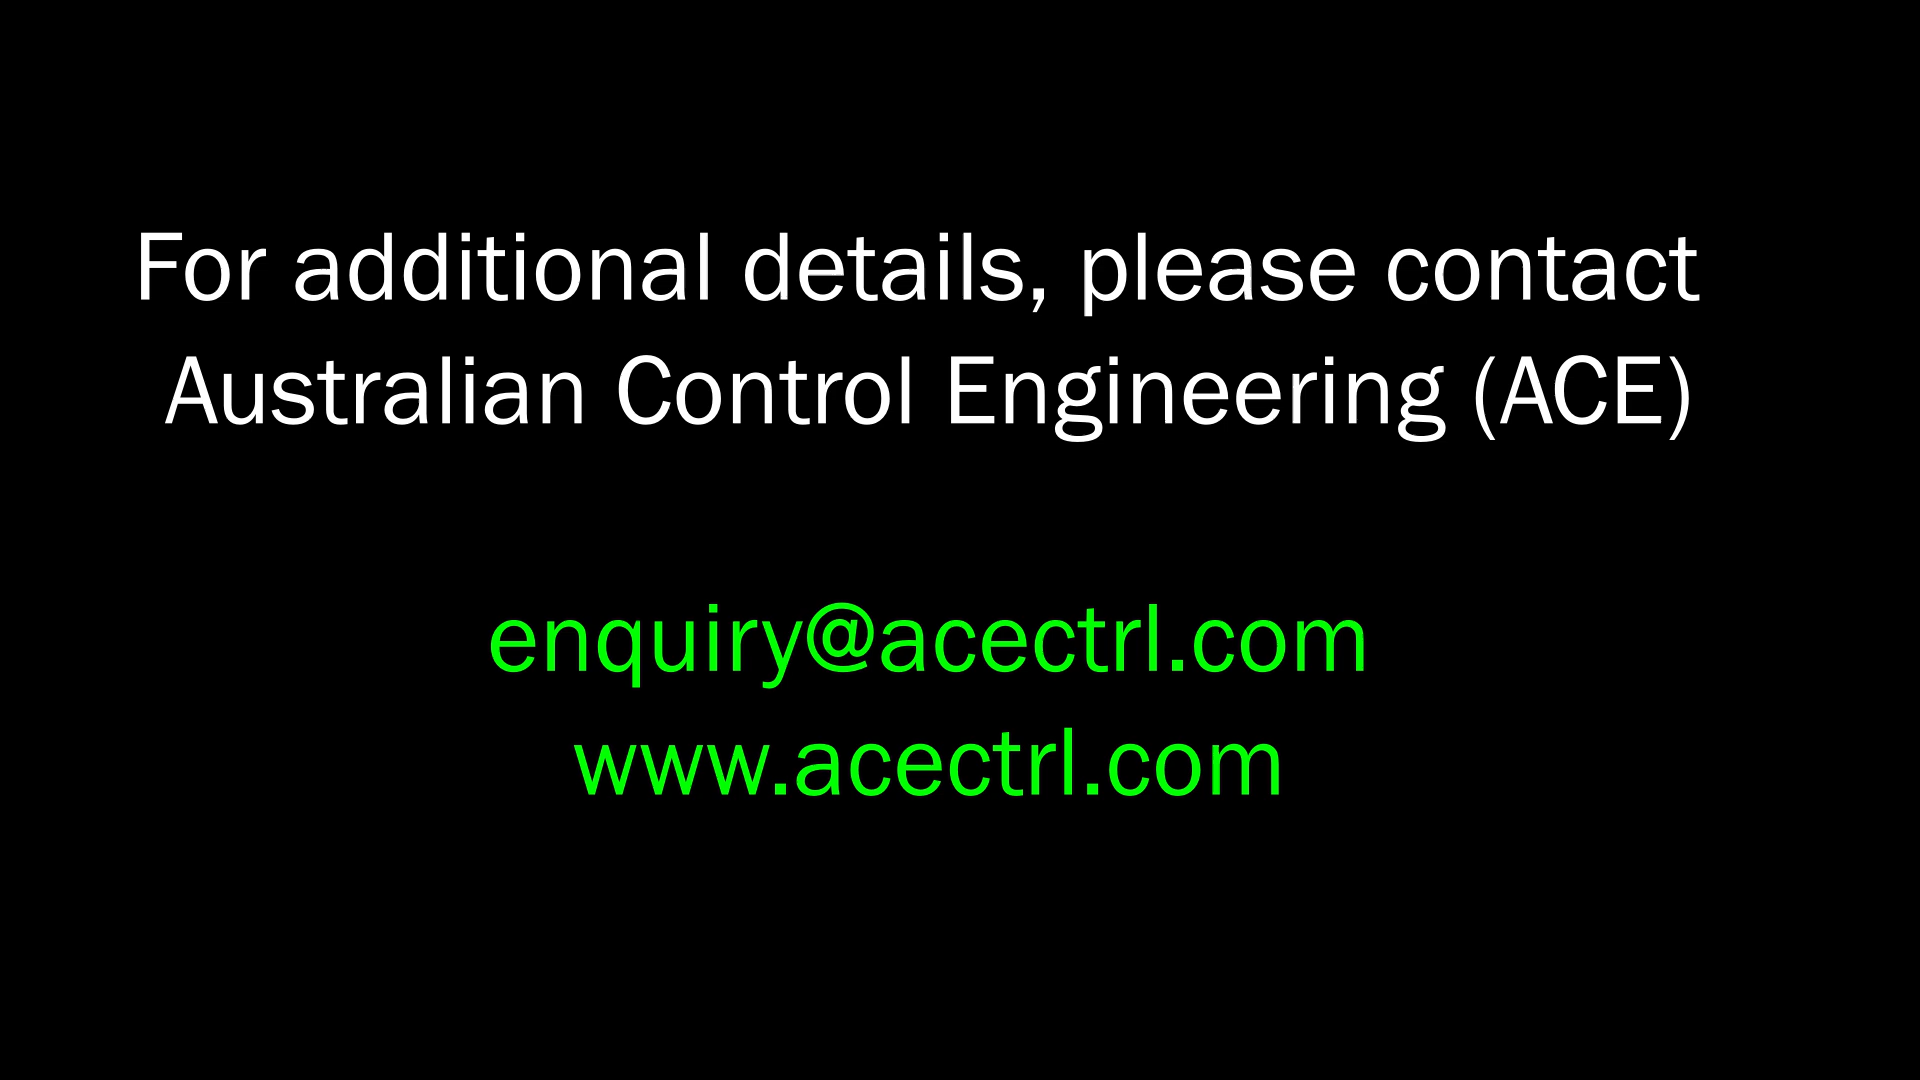 For additional details, please contact
Australian Control Engineering (ACE)
enquiry@acectrl.com
www.acectrl.com